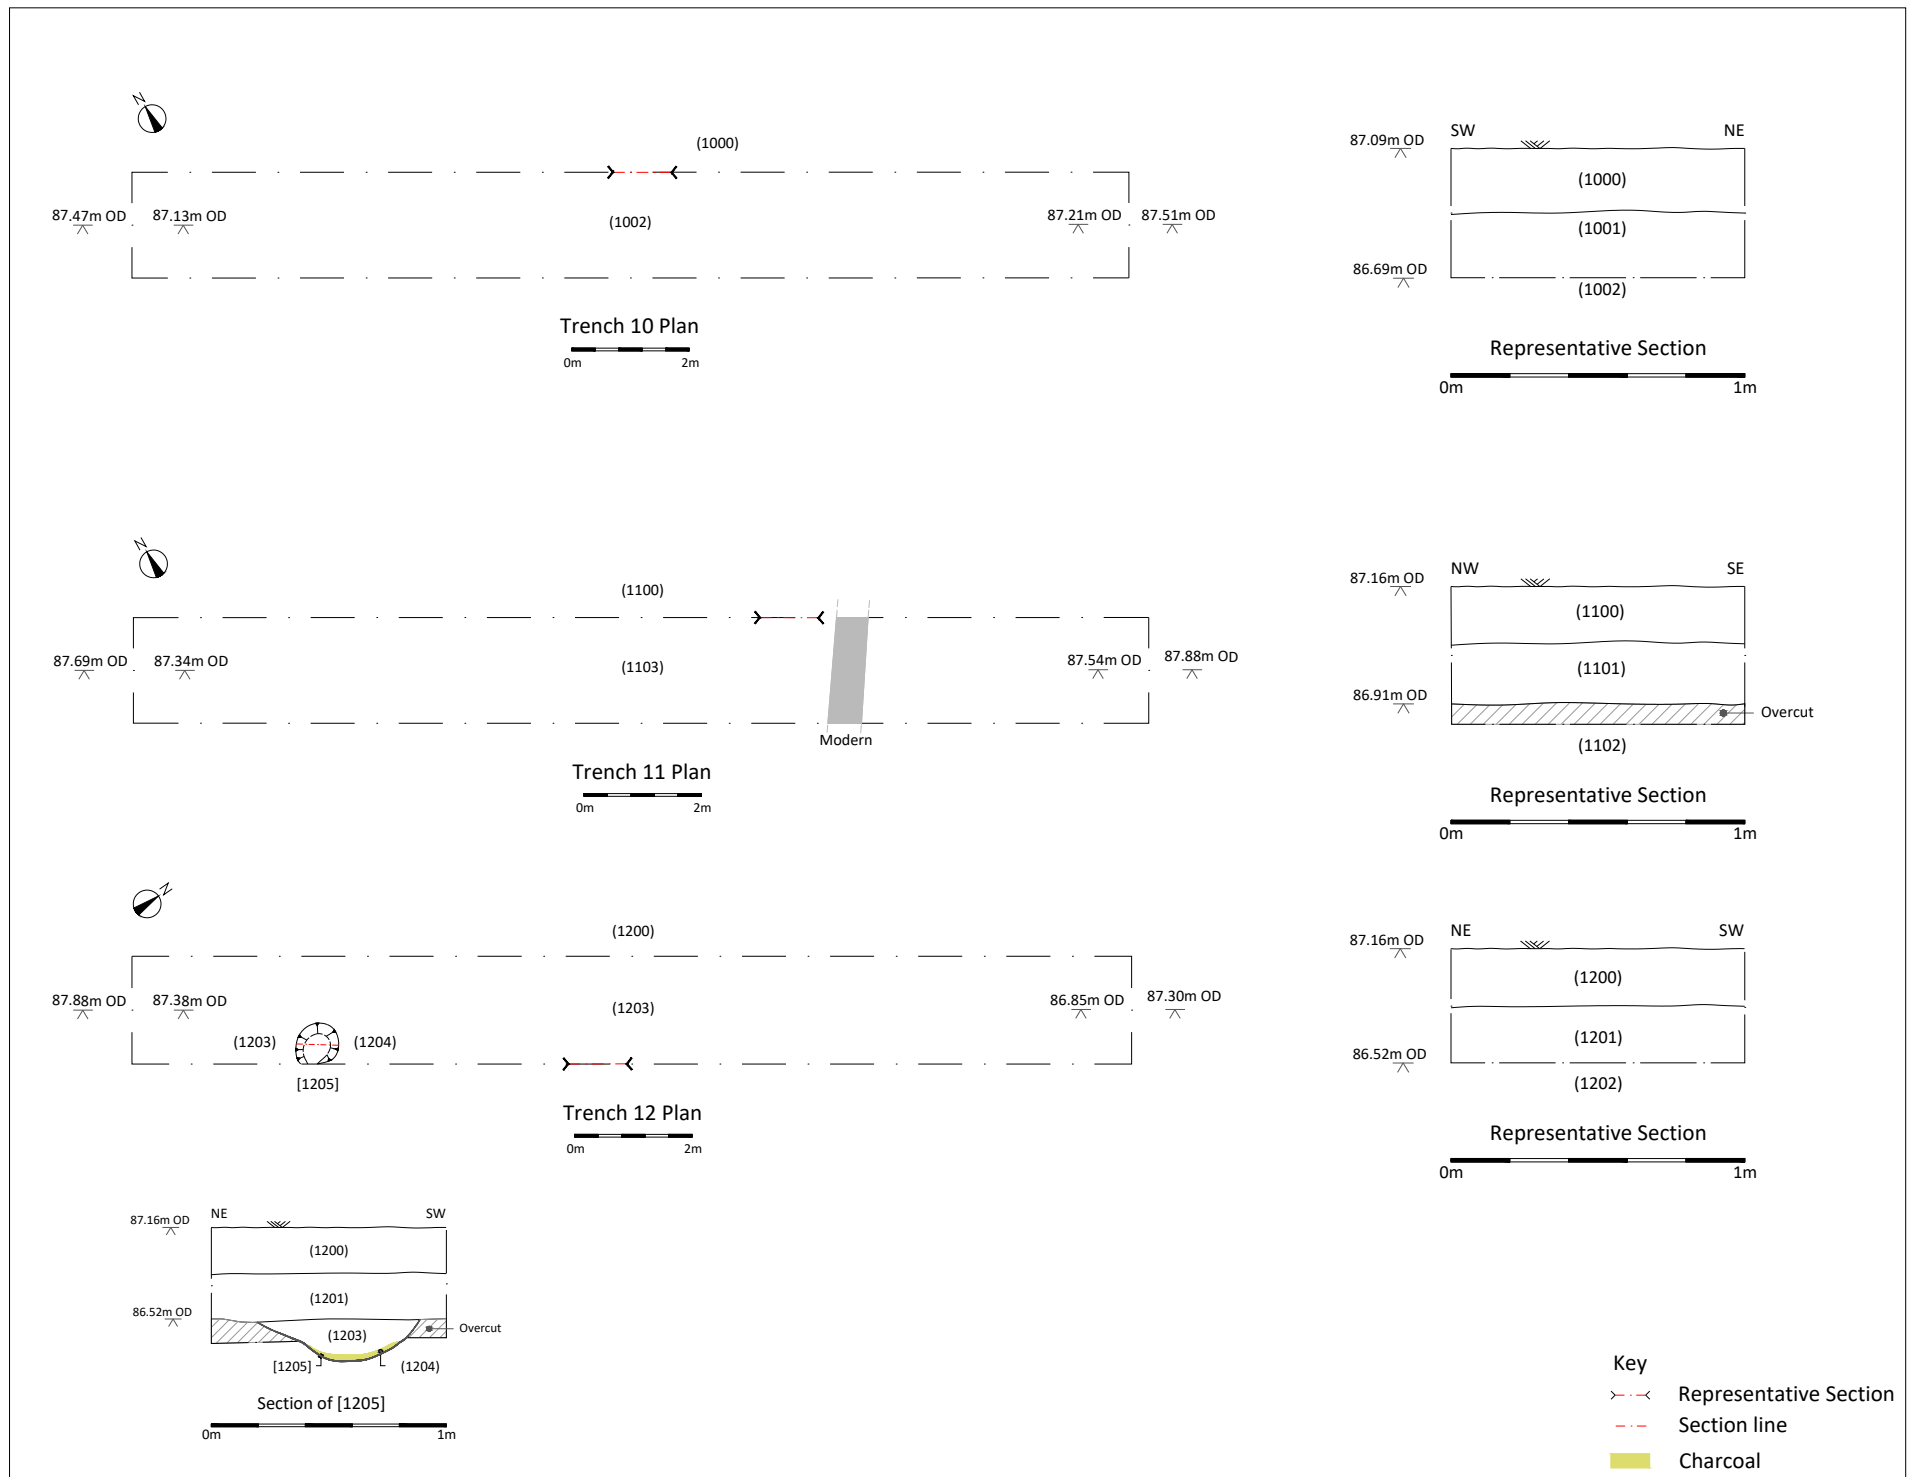 N
(1000)
87.47m OD
87.13m OD
(1002)
87.21m OD
87.51m OD
Trench 10 Plan
0m
2m
SW
NE
87.09m OD
(1000)
(1001)
86.69m OD
(1002)
Representative Section
0m
1m
N
(1100)
87.69m OD
87.34m OD
(1103)
87.54m OD
87.88m OD
Modern
Trench 11 Plan
0m
2m
NW
SE
87.16m OD
(1100)
(1101)
86.91m OD
Overcut
(1102)
Representative Section
0m
1m
N
(1200)
87.88m OD
87.38m OD
(1203)
86.85m OD
87.30m OD
(1203)
(1204)
[1205]
Trench 12 Plan
0m
2m
NE
SW
87.16m OD
(1200)
(1201)
86.52m OD
(1202)
Representative Section
0m
1m
NE
SW
87.16m OD
(1200)
(1201)
86.52m OD
(1203)
Overcut
[1205]
(1204)
Section of [1205]
0m
1m
Key
Representative Section
Section line
Charcoal